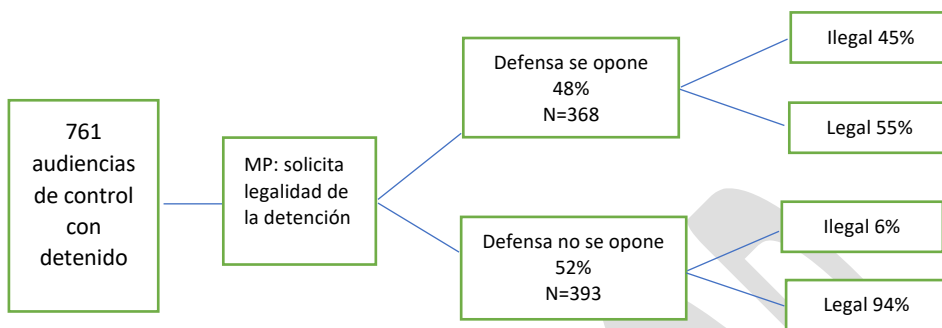 761
audiencias
de control
con
detenido
MP: solicita
legalidad de
la detención
Defensa se opone
48%
N=368
Ilegal 45%
Legal 55%
Defensa no se opone
52%
N=393
Ilegal 6%
Legal 94%